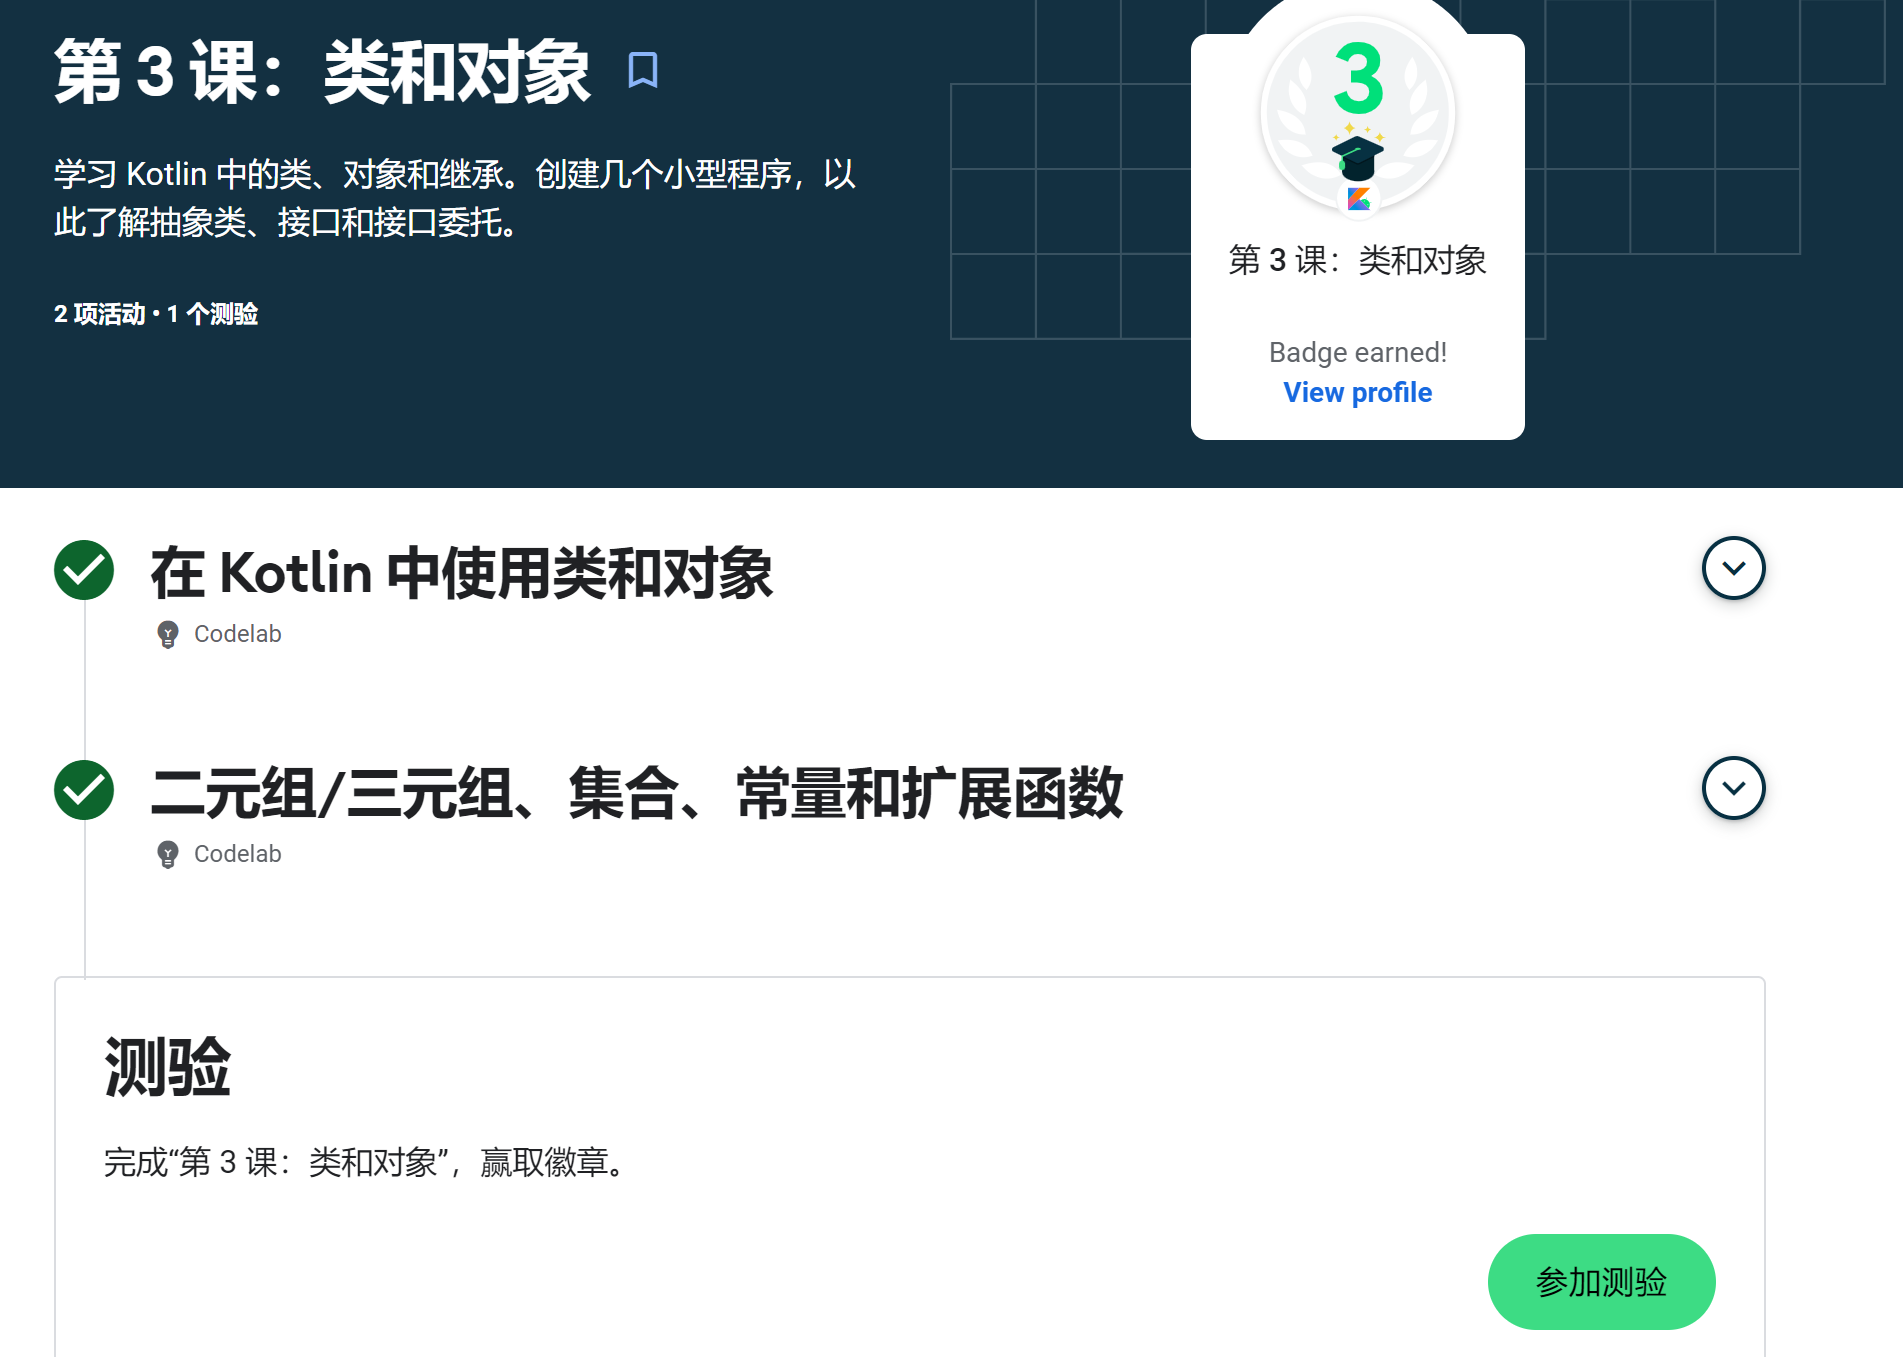 第 3 课：类和对象
学习 Kotlin 中的类、对象和继承。创建几个小型程序，以
此了解抽象类、接口和接口委托。
2 项活动 • 1 个测验
3
第 3 课：类和对象
Badge earned!
View profile
在 Kotlin 中使用类和对象
Codelab
二元组/三元组、集合、常量和扩展函数
Codelab
测验
完成“第 3 课：类和对象”，赢取徽章。
参加测验